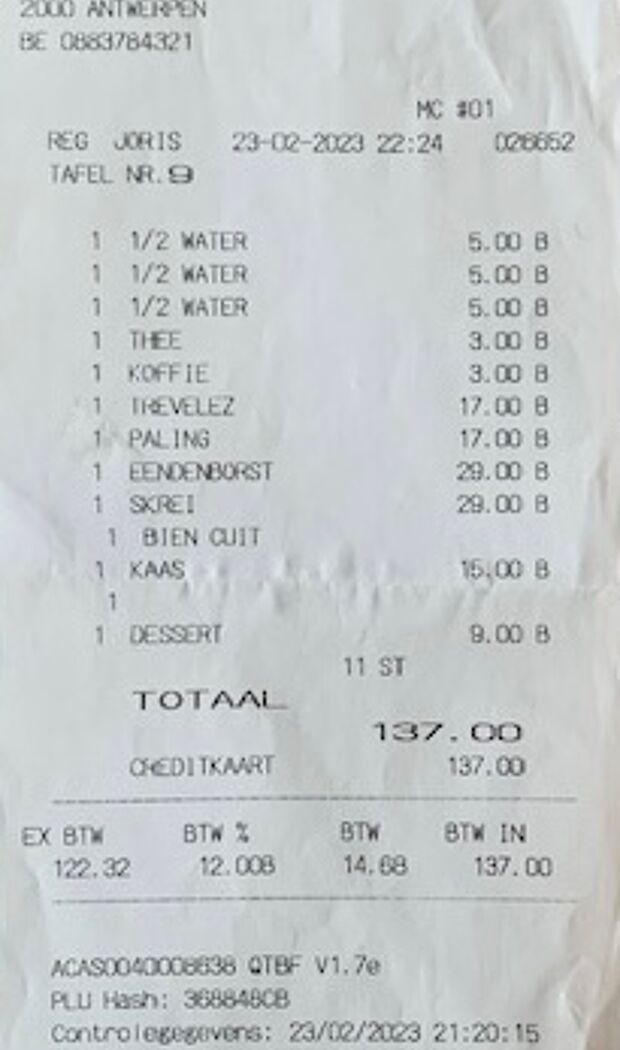 2000 ANTWERPEN
BE 0883784321
MC #01
REG JORIS 23-02-2023 22:24 026652
TAFEL NR.9
1 1/2 WATER 5.00 B
1 1/2 WATER 5.00 B
1 1/2 WATER 5.00 B
1 THEE 3.00 B
1 KOFFIE 3.00 B
1 TREVELEZ 17.00 B
1 PALING 17.00 B
1 EENDENBORST 29.00 B
1 SKREI 29.00 B
1 BIEN CUIT
1 KAAS 15.00 B
1
1 DESSERT 9.00 B
11 ST
TOTAAL
137.00
CREDITKAART 137.00
EX BTW BTW % BTW BTW IN
122.32 12.00B 14.68 137.00
ACAS0040008638 QTBF V1.7e
PLU Hash: 368848CB
Controlegegevens: 23/02/2023 21:20:15